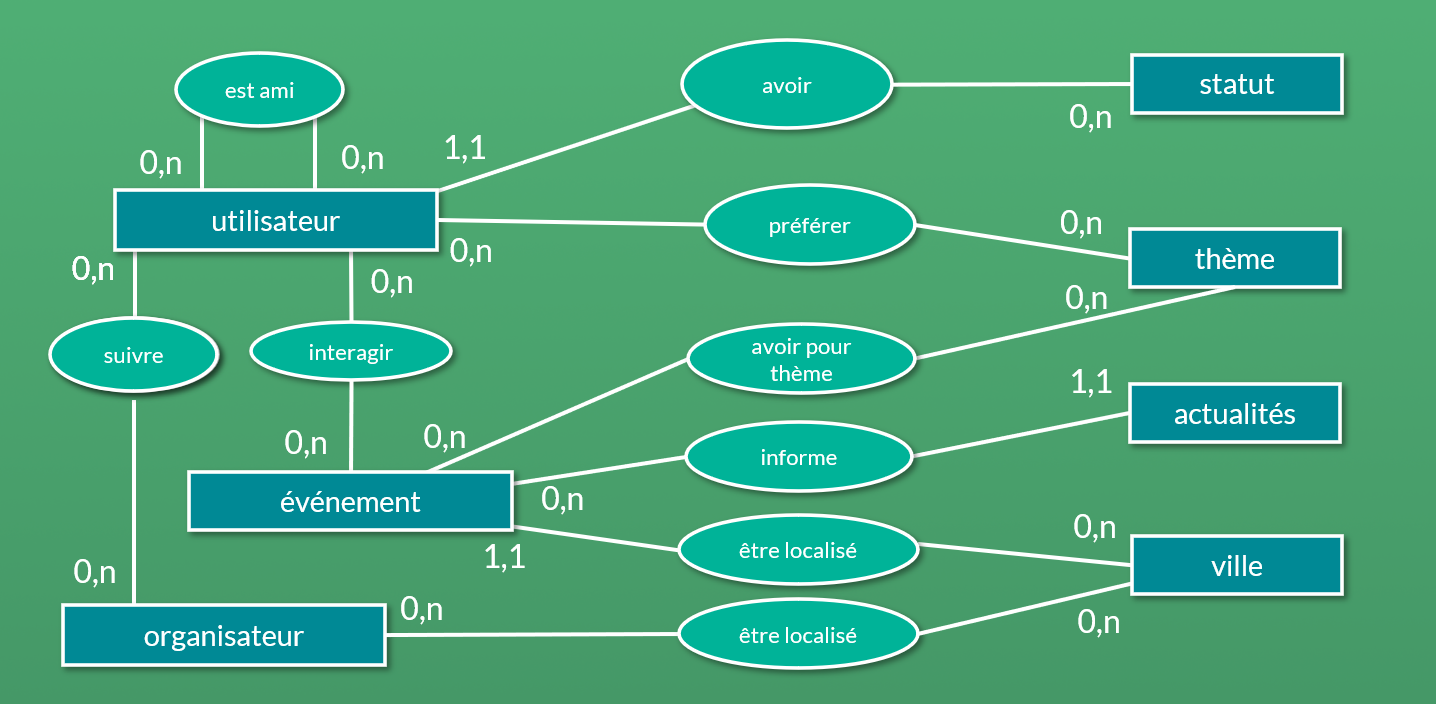 est ami
avoir
statut
0,n
1,1
0,n
0,n
utilisateur
préférer
0,n
thème
0,n
0,n
0,n
0,n
suivre
interagir
avoir pour
thème
1,1
actualités
0,n
0,n
informe
événement
0,n
1,1
être localisé
0,n
ville
0,n
0,n
organisateur
être localisé
0,n